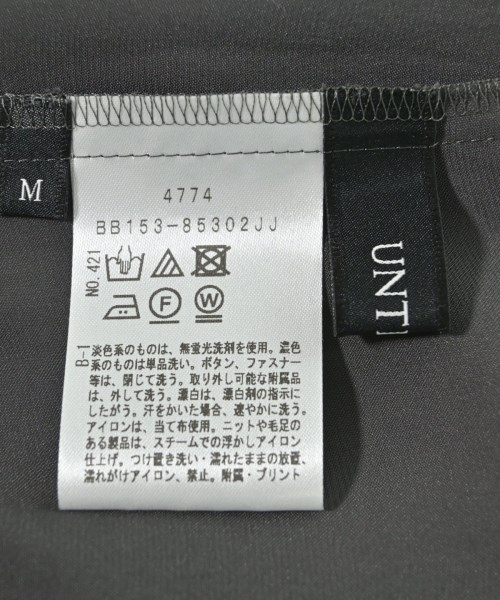 M
4774
BB153-85302JJ
NO.421
F
W
B-1
淡色系のものは、無蛍光洗剤を使用。濃色
系のものは単品洗い。ボタン、ファスナー
等は、閉じて洗う。取り外し可能な附属品
は、外して洗う。漂白は、漂白剤の指示に
したがう。汗をかいた場合、速やかに洗う。
アイロンは、当て布使用。ニットや毛足の
ある製品は、スチームでの浮かしアイロン
仕上げ。つけ置き洗い・濡れたままの放置、
濡れがけアイロン、禁止。附属・プリント
UNT